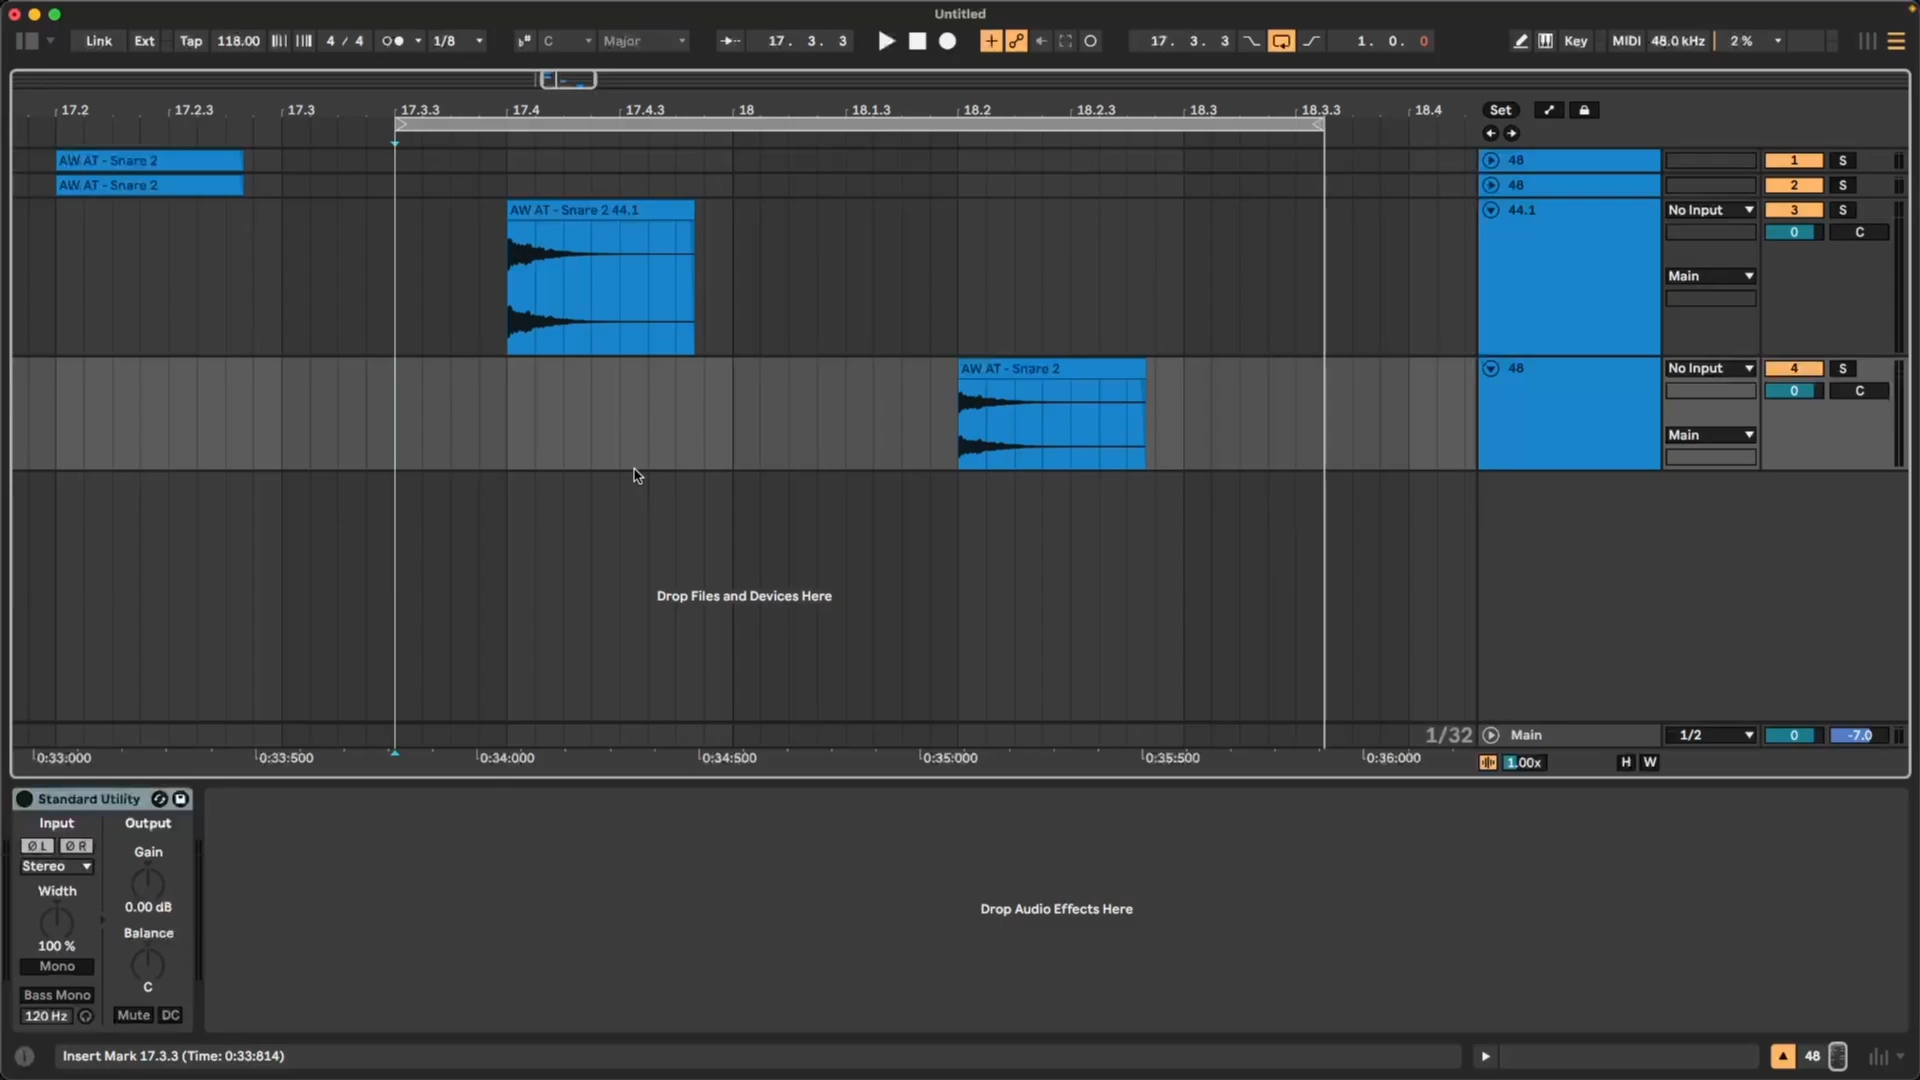 Untitled
Link Ext Tap 118.00 4 / 4 1/8 C Major 17. 3. 3 17. 3. 3 1. 0. 0 Key MIDI 48.0 kHz 2 %
17.2 17.2.3 17.3 17.3.3 17.4 17.4.3 18 18.1.3 18.2 18.2.3 18.3 18.3.3 18.4 Set
AW AT - Snare 2 48 1 S
AW AT - Snare 2 48 2 S
AW AT - Snare 2 44.1 44.1 No Input 3 S
0 C
Main
AW AT - Snare 2 48 No Input 4 S
0 C
Main
Drop Files and Devices Here
1/32 Main 1/2 0 -7.0
0:33:000 0:33:500 0:34:000 0:34:500 0:35:000 0:35:500 0:36:000 1.00x H W
Standard Utility
Input Output
Ø L Ø R
Gain
Stereo
Width
0.00 dB
Balance
100 %
Mono
C
Bass Mono
120 Hz Mute DC
Drop Audio Effects Here
Insert Mark 17.3.3 (Time: 0:33:814) 48